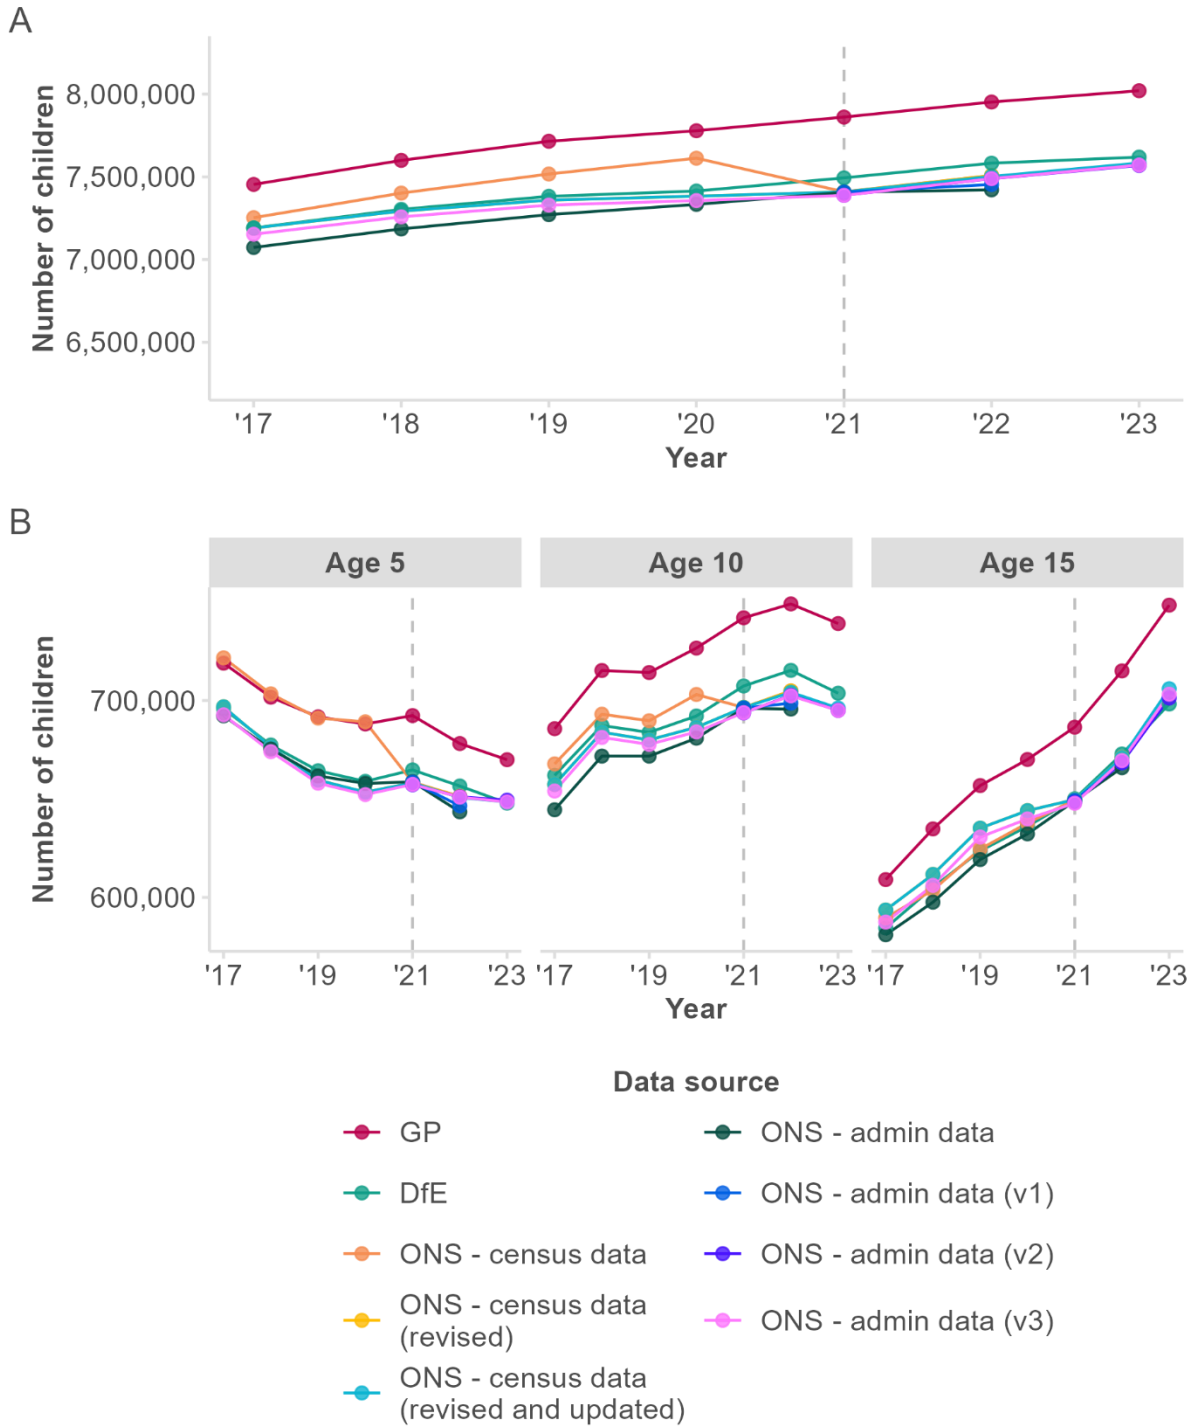 A
Number of children
8,000,000
7,500,000
7,000,000
6,500,000
'17 '18 '19 '20 '21 '22 '23
Year
B
Age 5 Age 10 Age 15
Number of children
700,000
600,000
'17 '19 '21 '23 '17 '19 '21 '23 '17 '19 '21 '23
Year
Data source
GP
DfE
ONS - census data
ONS - census data
(revised)
ONS - census data
(revised and updated)
ONS - admin data
ONS - admin data (v1)
ONS - admin data (v2)
ONS - admin data (v3)